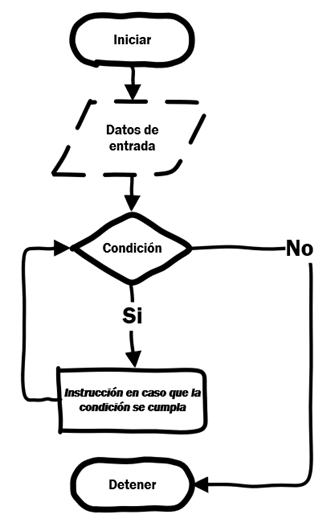 Iniciar
Datos de
entrada
Condición
No
Si
Instrucción en caso que la
condición se cumpla
Detener